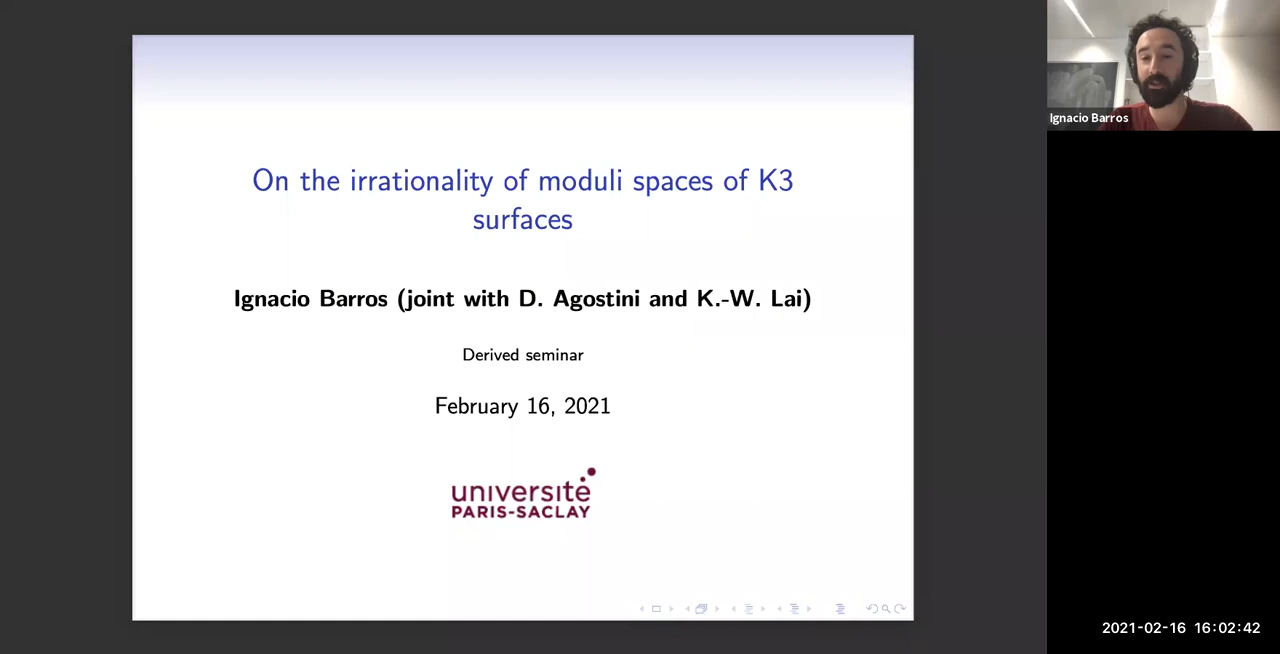 On the irrationality of moduli spaces of K3
surfaces
Ignacio Barros (joint with D. Agostini and K.-W. Lai)
Derived seminar
February 16, 2021
université
PARIS-SACLAY
Ignacio Barros
2021-02-16 16:02:42